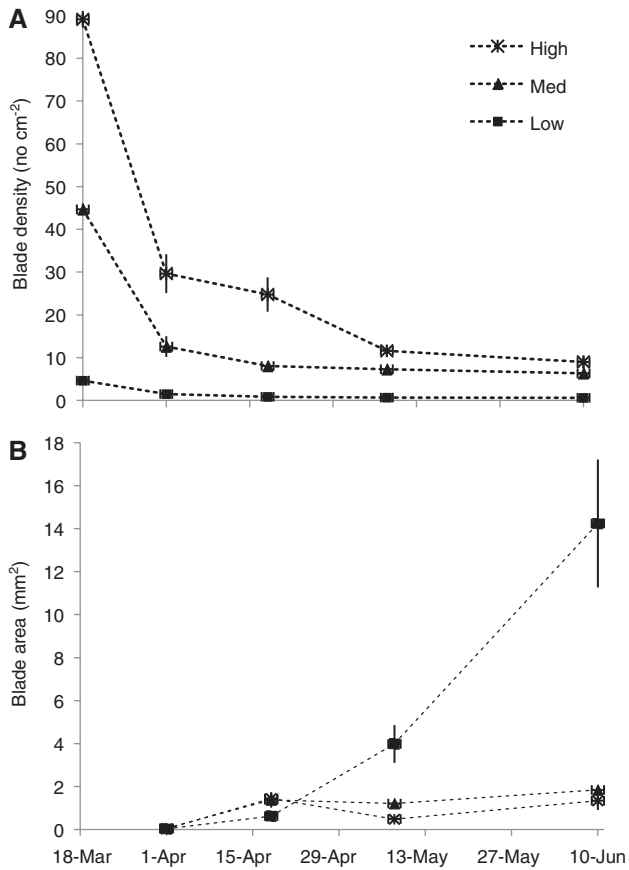 A
Blade density (no cm-2)
90
80
70
60
50
40
30
20
10
0
High
Med
Low
B
Blade area (mm2)
18
16
14
12
10
8
6
4
2
0
18-Mar 1-Apr 15-Apr 29-Apr 13-May 27-May 10-Jun